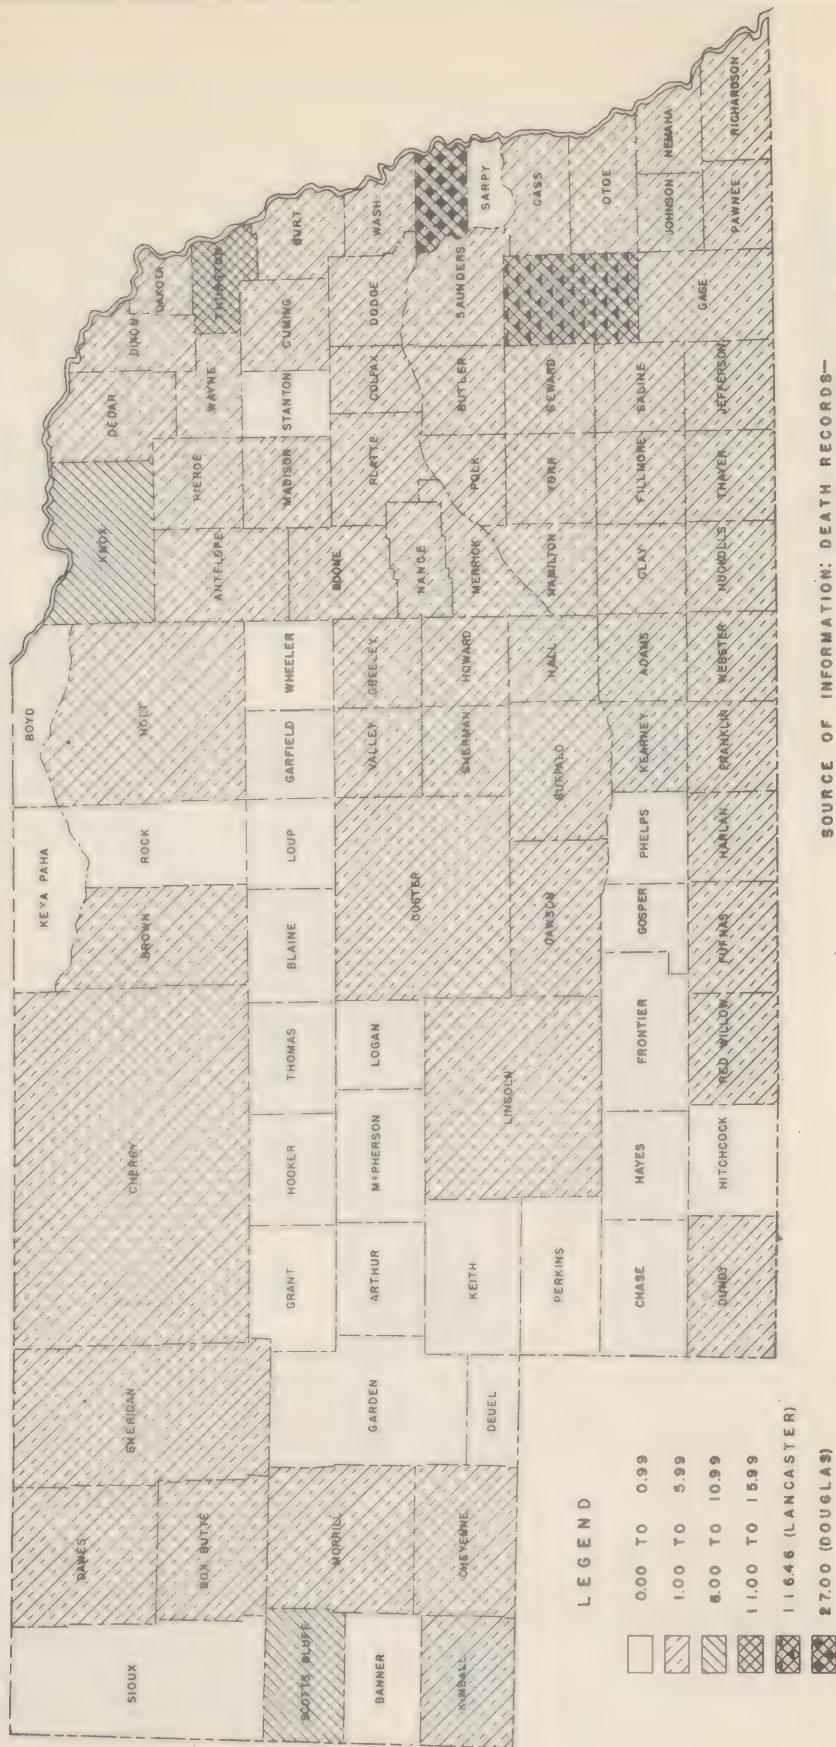 SIOUX
DAWES
BOX BUTTE
SHERIDAN
SCOTTS BLUFF
BANNER
KIMBALL
MORRILL
CHEYENNE
GARDEN
DEUEL
CHERRY
KEYA PAHA
BROWN
ROCK
BOYD
HOLT
GRANT
HOOKER
THOMAS
BLAINE
LOUP
GARFIELD
WHEELER
ARTHUR
McPHERSON
LOGAN
CUSTER
VALLEY
GREELEY
SHERMAN
HOWARD
KEITH
PERKINS
LINCOLN
DAWSON
BUFFALO
HALL
CHASE
HAYES
FRONTIER
GOSPER
PHELPS
KEARNEY
ADAMS
DUNDY
HITCHCOCK
RED WILLOW
FURNAS
HARLAN
FRANKLIN
WEBSTER
KNOX
CEDAR
DIXON
DAKOTA
ANTELOPE
PIERCE
WAYNE
THURSTON
BOONE
MADISON
STANTON
CUMING
BURT
NANCE
PLATTE
COLFAX
DODGE
WASH
MERRICK
POLK
BUTLER
SAUNDERS
SARPY
HAMILTON
YORK
SEWARD
CASS
OTOE
CLAY
FILLMORE
SALINE
GAGE
JOHNSON
NEMAHA
NUCKOLLS
THAYER
JEFFERSON
PAWNEE
RICHARDSON
LEGEND
0.00 TO 0.99
1.00 TO 5.99
6.00 TO 10.99
11.00 TO 15.99
116.46 (LANCASTER)
27.00 (DOUGLAS)
SOURCE OF INFORMATION: DEATH RECORDS—